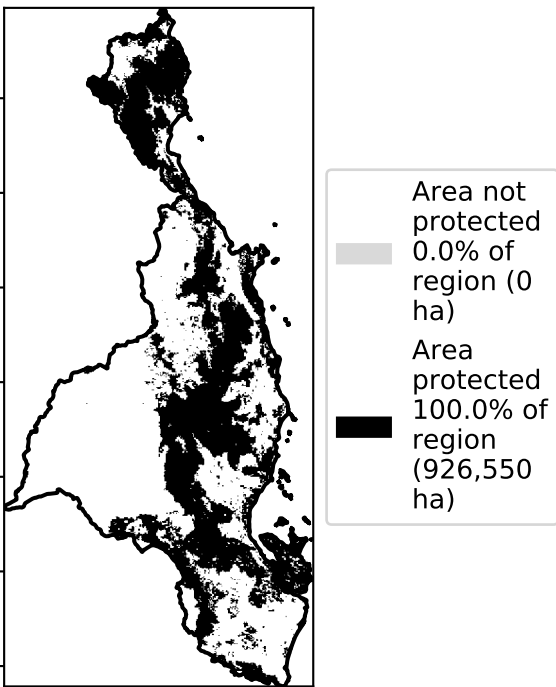 Area not
protected
0.0% of
region (0
ha)
Area
protected
100.0% of
region
(926,550
ha)